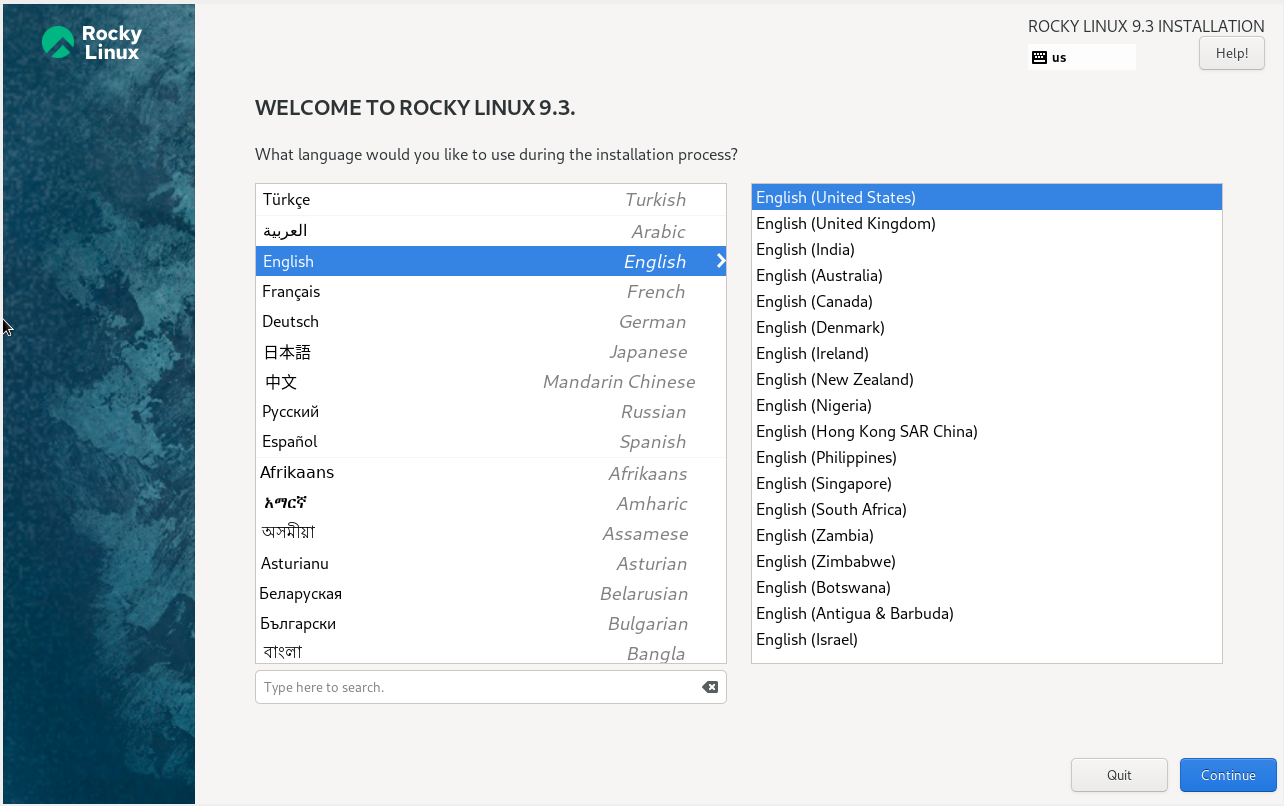 Rocky
Linux
ROCKY LINUX 9.3 INSTALLATION
us
Help!
WELCOME TO ROCKY LINUX 9.3.
What language would you like to use during the installation process?
Türkçe Turkish
العربية Arabic
English English
Français French
Deutsch German
日本語 Japanese
中文 Mandarin Chinese
Русский Russian
Español Spanish
Afrikaans Afrikaans
አማርኛ Amharic
অসমীয়া Assamese
Asturianu Asturian
Беларуская Belarusian
Български Bulgarian
বাংলা Bangla
Type here to search.
English (United States)
English (United Kingdom)
English (India)
English (Australia)
English (Canada)
English (Denmark)
English (Ireland)
English (New Zealand)
English (Nigeria)
English (Hong Kong SAR China)
English (Philippines)
English (Singapore)
English (South Africa)
English (Zambia)
English (Zimbabwe)
English (Botswana)
English (Antigua & Barbuda)
English (Israel)
Quit
Continue